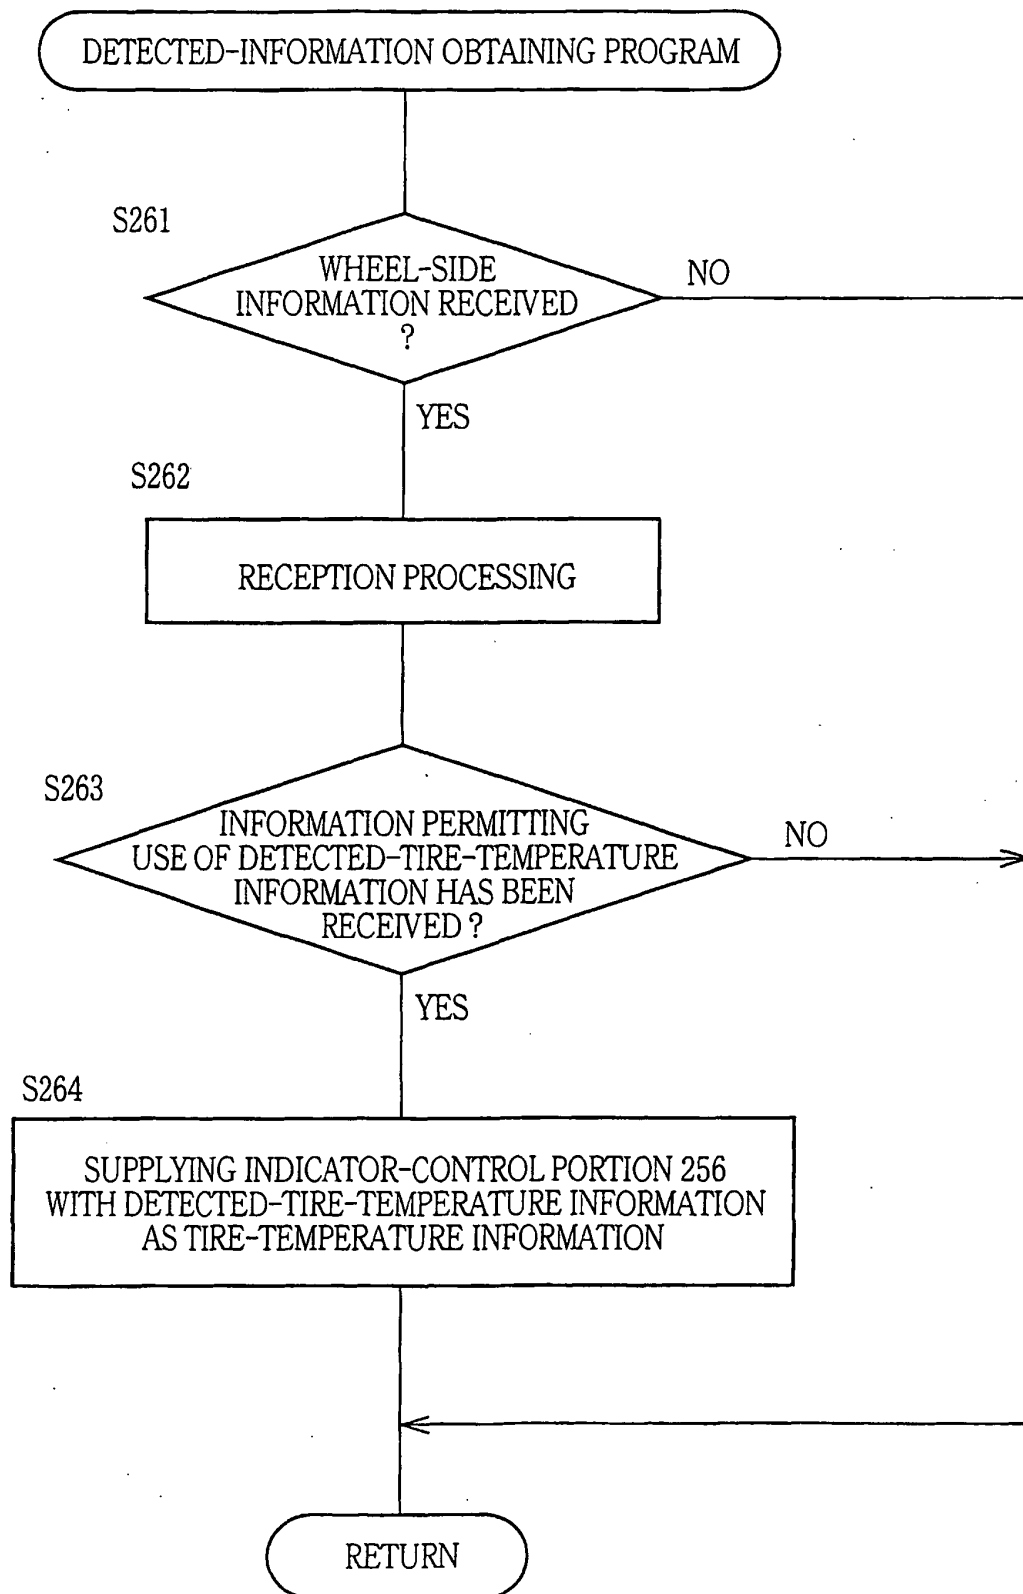 DETECTED-INFORMATION OBTAINING PROGRAM
S261
WHEEL-SIDE
INFORMATION RECEIVED
?
NO
YES
S262
RECEPTION PROCESSING
S263
INFORMATION PERMITTING
USE OF DETECTED-TIRE-TEMPERATURE
INFORMATION HAS BEEN
RECEIVED ?
NO
YES
S264
SUPPLYING INDICATOR-CONTROL PORTION 256
WITH DETECTED-TIRE-TEMPERATURE INFORMATION
AS TIRE-TEMPERATURE INFORMATION
RETURN